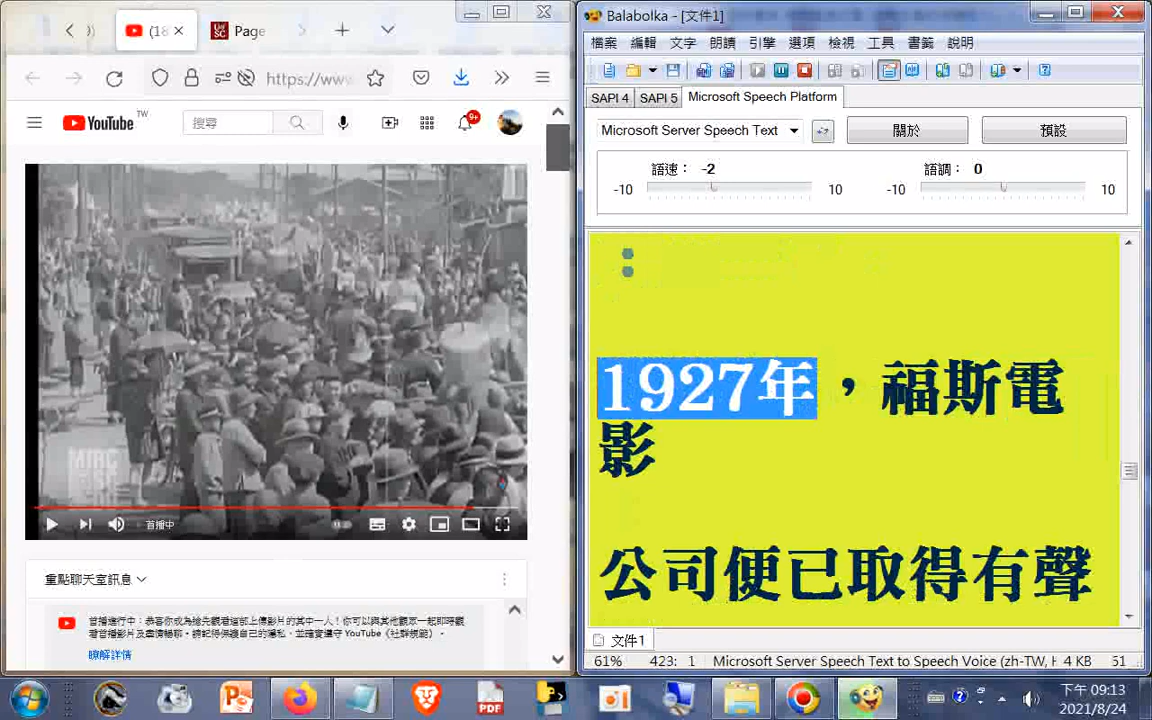 (18
Page
https://www
YouTube TW
搜尋
9+
MIRC
首播中
重點聊天室訊息
首播進行中：恭喜你成為搶先觀看這部上傳影片的其中一人！你可以與其他觀眾一起即時觀
看首播影片及盡情暢聊。請記得保護自己的隱私，並確實遵守 YouTube《社群規範》。
瞭解詳情
Balabolka - [文件1]
檔案 編輯 文字 朗讀 引擎 選項 檢視 工具 書籤 說明
SAPI 4 SAPI 5 Microsoft Speech Platform
Microsoft Server Speech Text 關於 預設
語速： -2 語調： 0
-10 10 -10 10
1927年，福斯電
影
公司便已取得有聲
文件1
61% 423: 1 Microsoft Server Speech Text to Speech Voice (zh-TW, H 4 KB 51
PDF
下午 09:13
2021/8/24